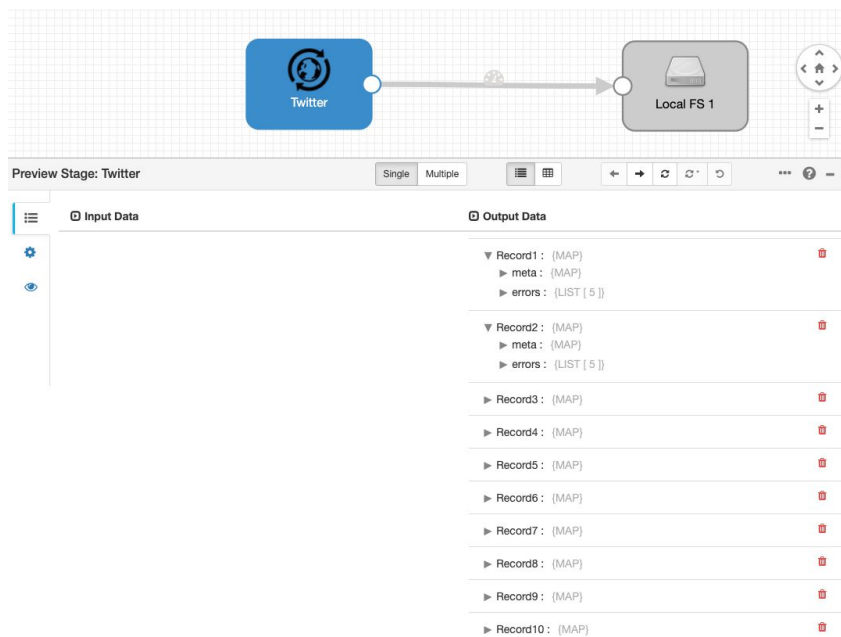 Twitter
Local FS 1
Preview Stage: Twitter
Single
Multiple
Input Data
Output Data
Record1 : {MAP}
meta : {MAP}
errors : {LIST [ 5 ]}
Record2 : {MAP}
meta : {MAP}
errors : {LIST [ 5 ]}
Record3 : {MAP}
Record4 : {MAP}
Record5 : {MAP}
Record6 : {MAP}
Record7 : {MAP}
Record8 : {MAP}
Record9 : {MAP}
Record10 : {MAP}